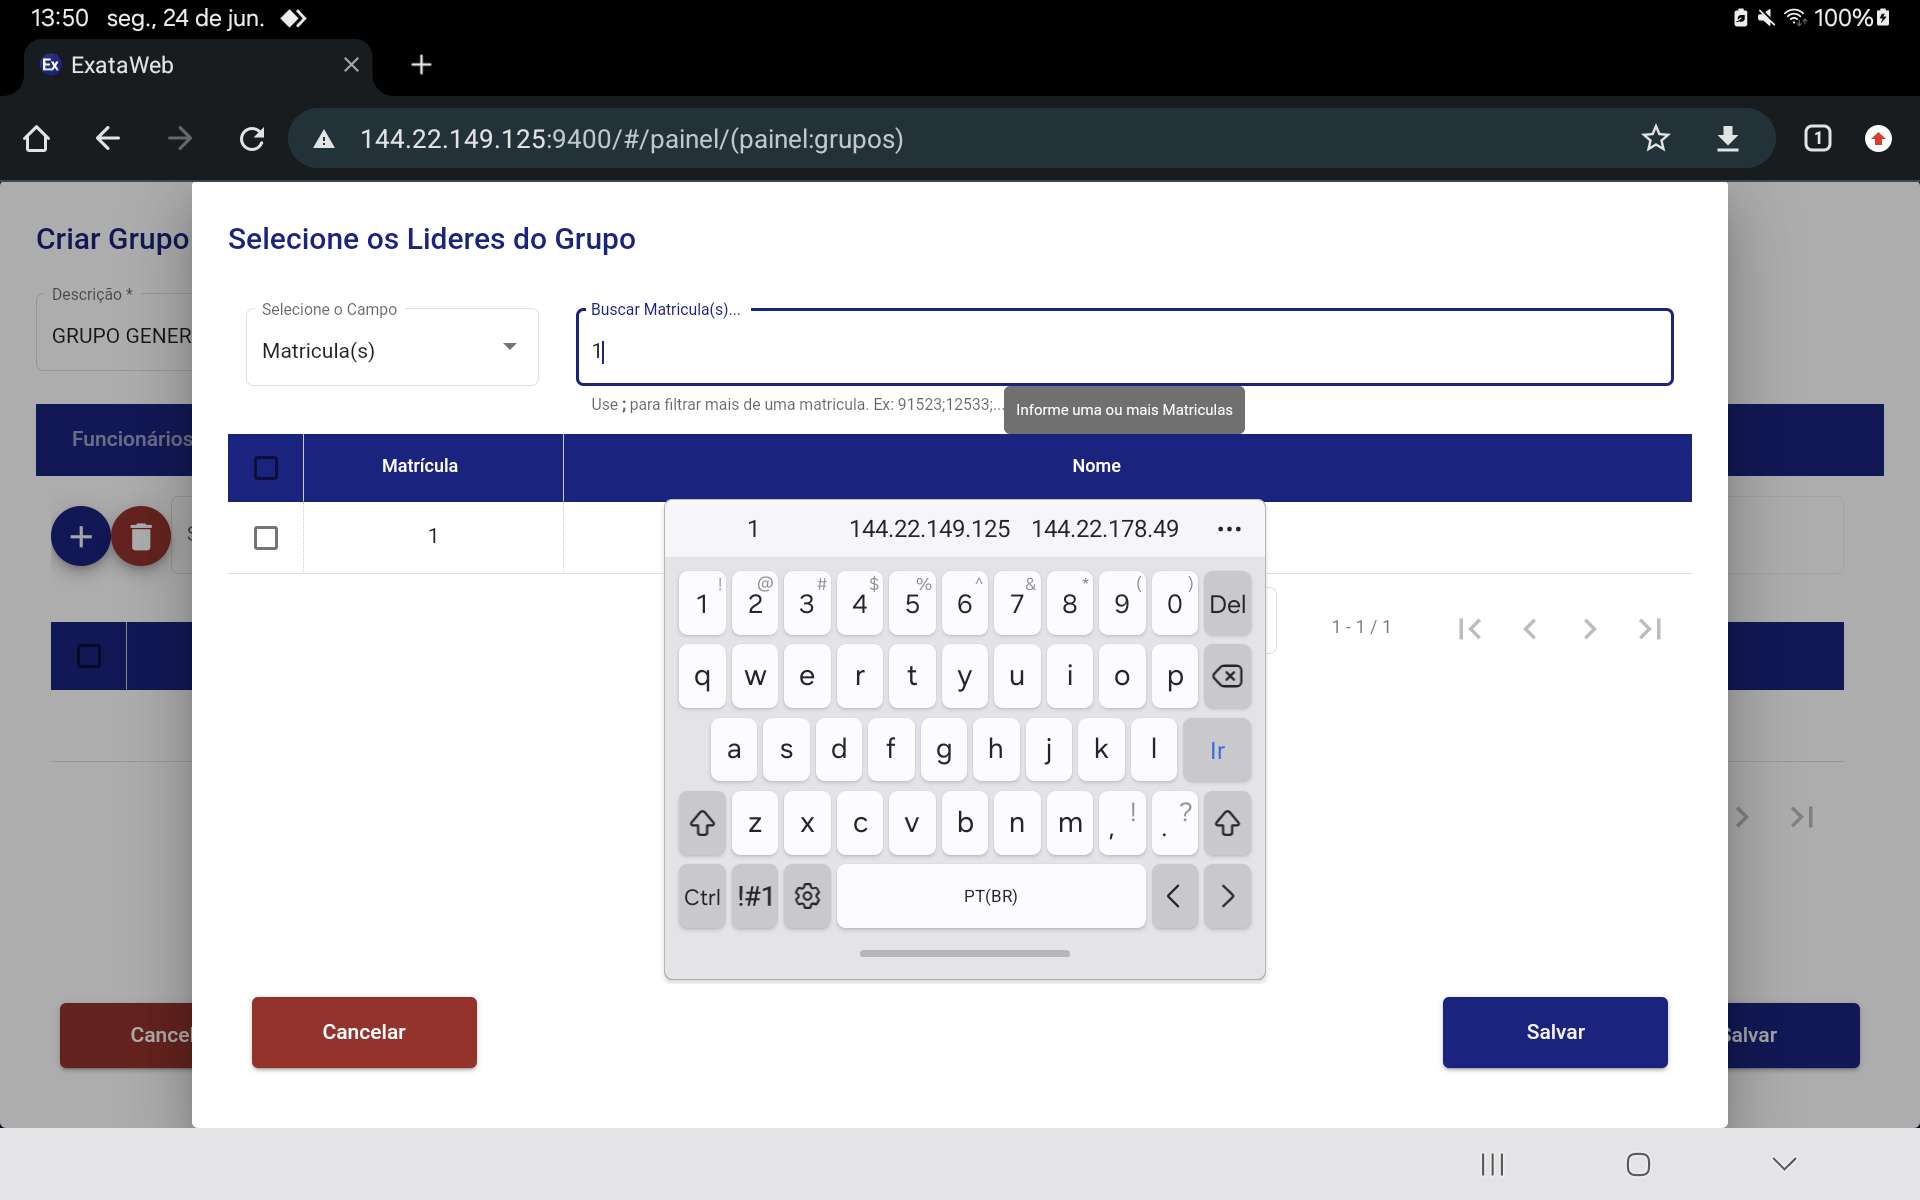 13:50 seg., 24 de jun. 100%
Ex ExataWeb
144.22.149.125:9400/#/painel/(painel:grupos) 1
Criar Grupo
Selecione os Lideres do Grupo
Descrição *
GRUPO GENER
Selecione o Campo
Matricula(s)
Buscar Matricula(s)...
1
Use ; para filtrar mais de uma matricula. Ex: 91523;12533;...
Informe uma ou mais Matriculas
Funcionários
Matrícula Nome
1
1 144.22.149.125 144.22.178.49 ...
! @ # $ % ^ & * ( )
1 2 3 4 5 6 7 8 9 0 Del
1 - 1 / 1
q w e r t y u i o p
a s d f g h j k l Ir
z x c v b n m , ! . ?
Ctrl !#1 PT(BR)
Cancelar
Salvar
Cancel
Salvar